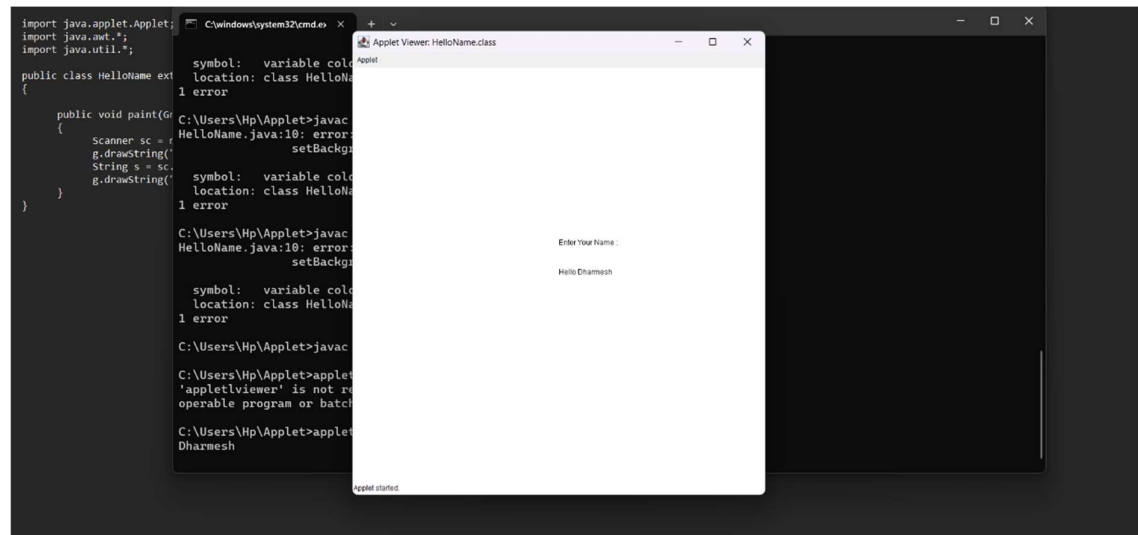 import java.applet.Applet;
import java.awt.*;
import java.util.*;
public class HelloName ext
{
public void paint(Gr
{
Scanner sc =
g.drawString("
String s = sc.
g.drawString("
}
}
C:\windows\system32\cmd.e
symbol: variable colo
location: class HelloNa
1 error
C:\Users\Hp\Applet>javac
HelloName.java:10: error:
setBackgr
symbol: variable colo
location: class HelloNa
1 error
C:\Users\Hp\Applet>javac
HelloName.java:10: error:
setBackgr
symbol: variable colo
location: class HelloNa
1 error
C:\Users\Hp\Applet>javac
C:\Users\Hp\Applet>applet
'appletlviewer' is not re
operable program or batch
C:\Users\Hp\Applet>applet
Dharmesh
Applet Viewer: HelloName.class
Applet
Enter Your Name :
Hello Dharmesh
Applet started.